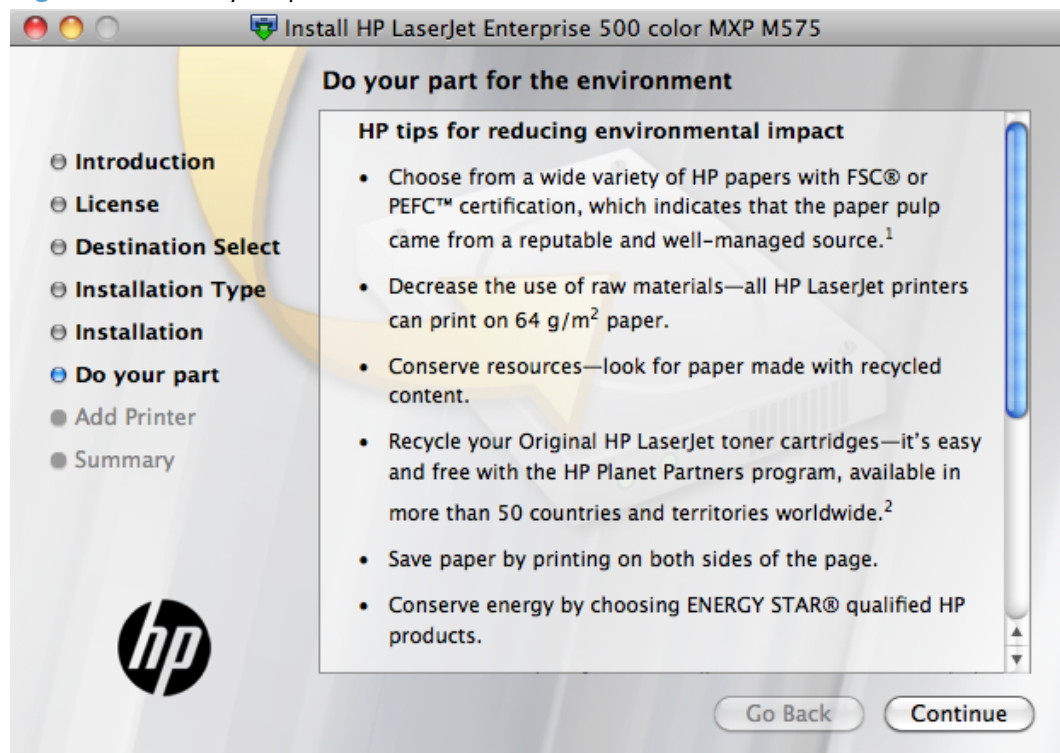 Install HP LaserJet Enterprise 500 color MXP M575
Do your part for the environment
Introduction
License
Destination Select
Installation Type
Installation
Do your part
Add Printer
Summary
HP tips for reducing environmental impact
• Choose from a wide variety of HP papers with FSC® or
PEFC™ certification, which indicates that the paper pulp
came from a reputable and well-managed source.¹
• Decrease the use of raw materials—all HP LaserJet printers
can print on 64 g/m² paper.
• Conserve resources—look for paper made with recycled
content.
• Recycle your Original HP LaserJet toner cartridges—it's easy
and free with the HP Planet Partners program, available in
more than 50 countries and territories worldwide.²
• Save paper by printing on both sides of the page.
• Conserve energy by choosing ENERGY STAR® qualified HP
products.
hp
Go Back
Continue